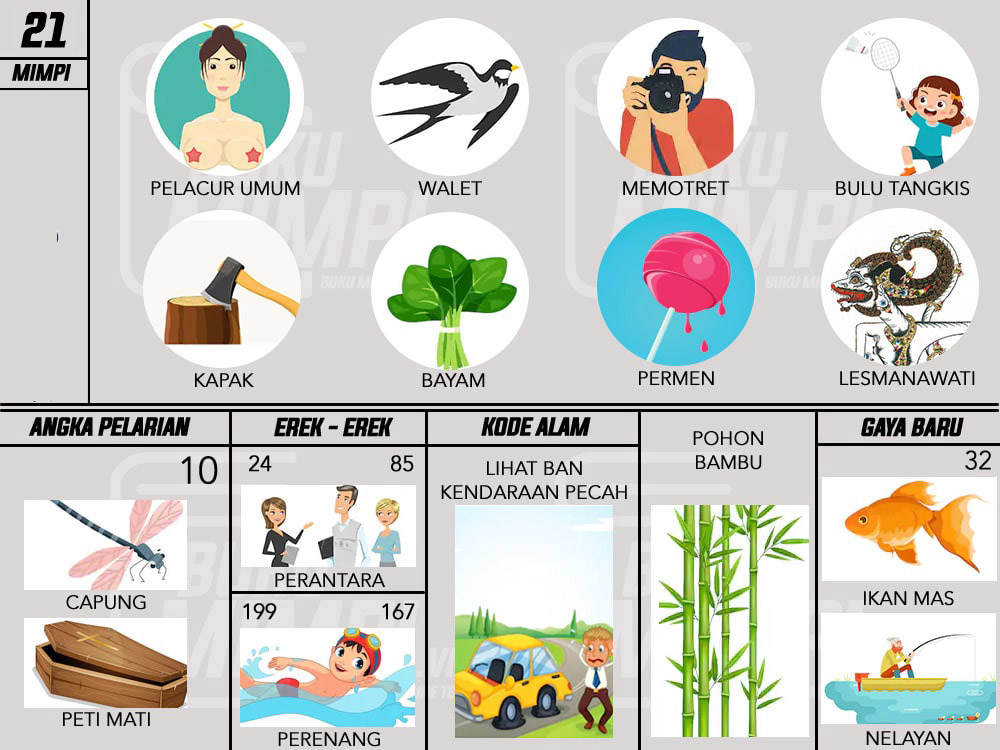 21
MIMPI
PELACUR UMUM
WALET
MEMOTRET
BULU TANGKIS
KAPAK
BAYAM
PERMEN
LESMANAWATI
ANGKA PELARIAN
10
CAPUNG
PETI MATI
EREK - EREK
24 85
PERANTARA
199 167
PERENANG
KODE ALAM
LIHAT BAN
KENDARAAN PECAH
POHON
BAMBU
GAYA BARU
32
IKAN MAS
NELAYAN
BUKU
MIMPI